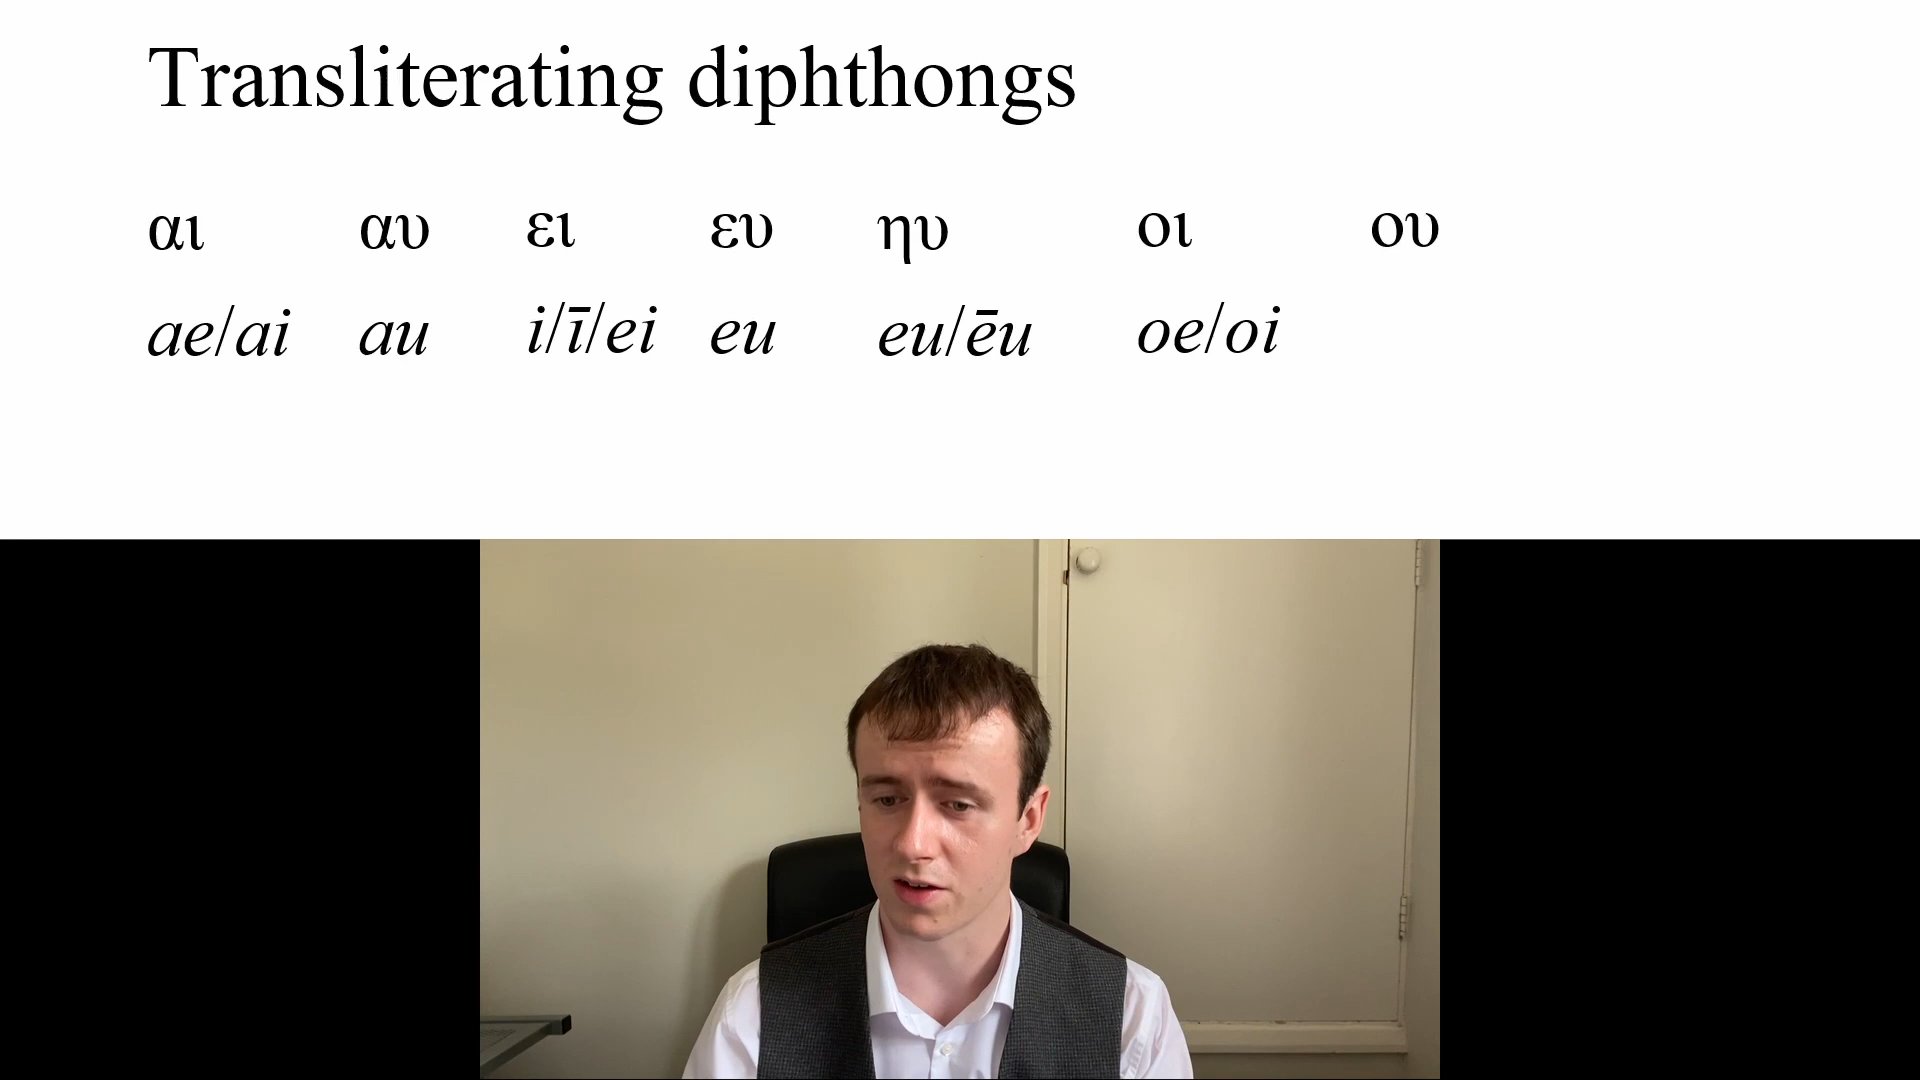 Transliterating diphthongs
αι αυ ει ευ ηυ οι ου
ae/ai au i/ī/ei eu eu/ēu oe/oi